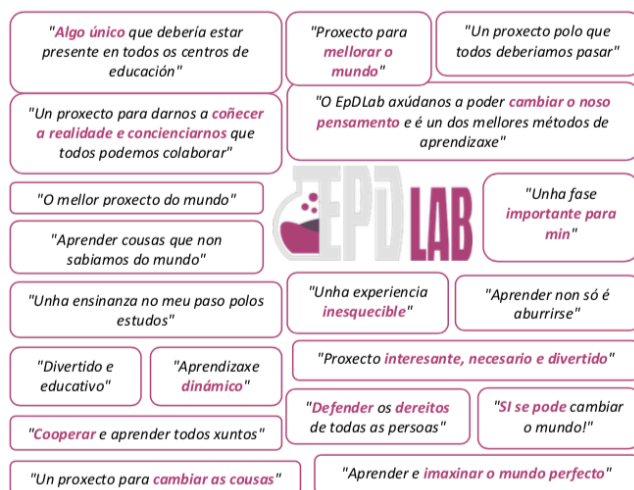 "Algo único que debería estar
presente en todos os centros de
educación"
"Proxecto para
mellorar o
mundo"
"Un proxecto polo que
todos deberiamos pasar"
"Un proxecto para darnos a coñecer
a realidade e concienciarnos que
todos podemos colaborar"
"O EpDLab axúdanos a poder cambiar o noso
pensamento e é un dos mellores métodos de
aprendizaxe"
"O mellor proxecto do mundo"
EPD LAB
"Unha fase
importante para
min"
"Aprender cousas que non
sabiamos do mundo"
"Unha ensinanza no meu paso polos
estudos"
"Unha experiencia
inesquecible"
"Aprender non só é
aburrirse"
"Divertido e
educativo"
"Aprendizaxe
dinámico"
"Proxecto interesante, necesario e divertido"
"Defender os dereitos
de todas as persoas"
"SI se pode cambiar
o mundo!"
"Cooperar e aprender todos xuntos"
"Un proxecto para cambiar as cousas"
"Aprender e imaxinar o mundo perfecto"